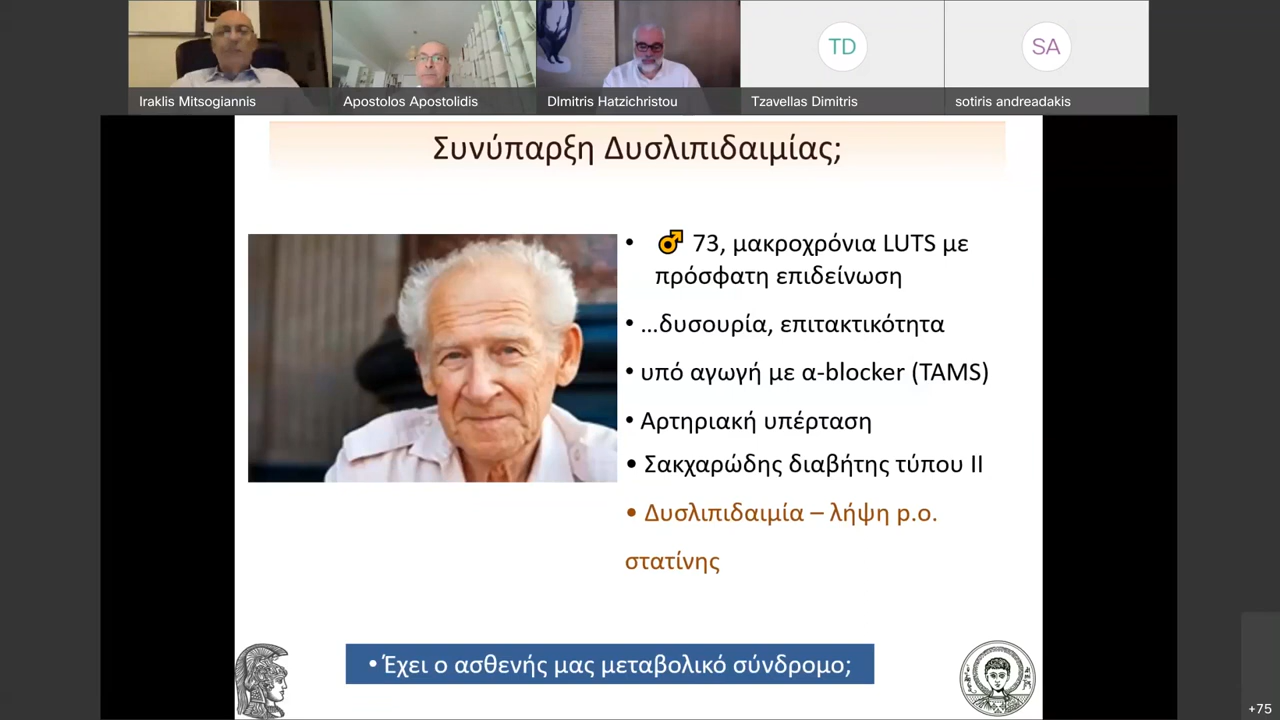 TD
SA
Iraklis Mitsogiannis
Apostolos Apostolidis
DImitris Hatzichristou
Tzavellas Dimitris
sotiris andreadakis
Συνύπαρξη Δυσλιπιδαιμίας;
• ♂ 73, μακροχρόνια LUTS με
πρόσφατη επιδείνωση
• ...δυσουρία, επιτακτικότητα
• υπό αγωγή με α-blocker (TAMS)
• Αρτηριακή υπέρταση
• Σακχαρώδης διαβήτης τύπου ΙΙ
• Δυσλιπιδαιμία – λήψη p.o.
στατίνης
• Έχει ο ασθενής μας μεταβολικό σύνδρομο;
+75